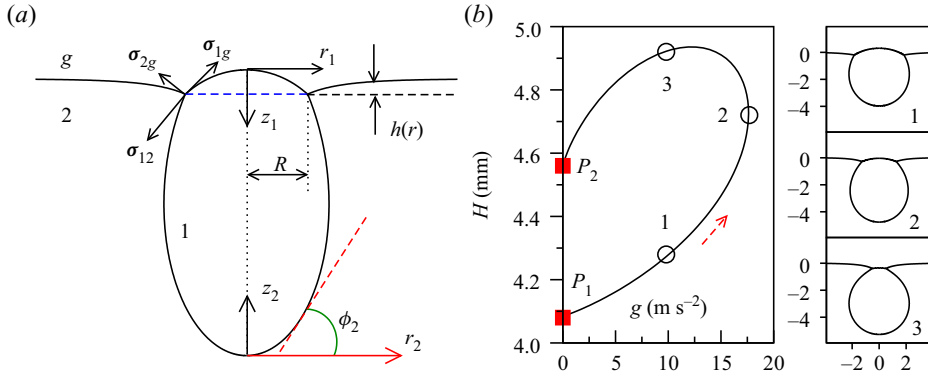 (a)
g
2
σ2g
σ1g
r1
z1
h(r)
σ12
R
1
z2
ϕ2
r2
(b)
H (mm)
5.0
4.8
4.6
4.4
4.2
4.0
3
2
P2
1
P1
g (m s−2)
0 5 10 15 20
0
−2
−4
1
0
−2
−4
2
0
−2
−4
3
−2 0 2